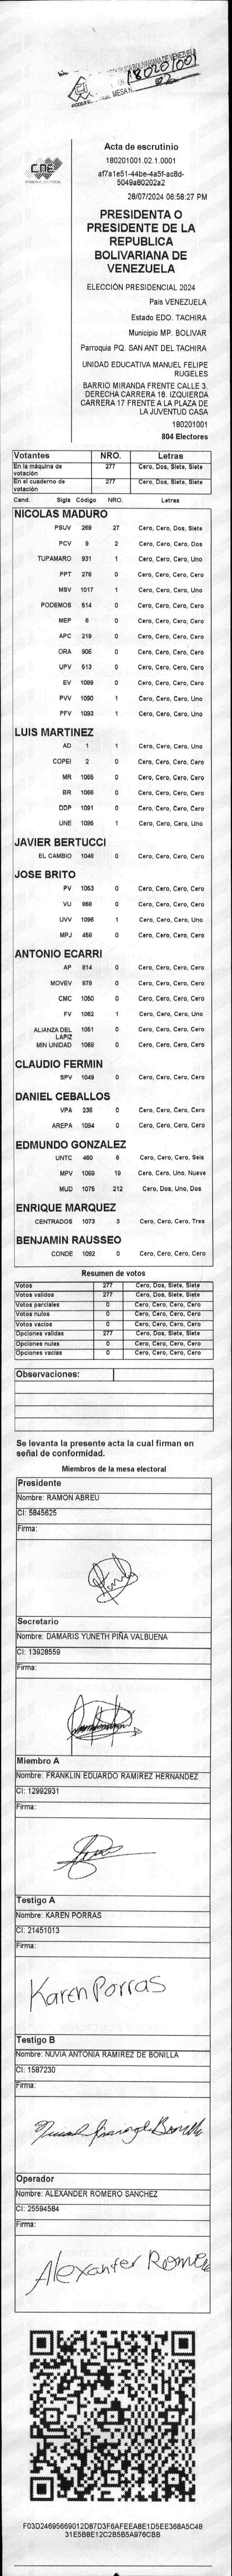 REPUBLICA BOLIVARIANA DE VENEZUELA
180201001
MESA N. 02
CNE
Acta de escrutinio
180201001.02.1.0001
af7a1e51-44be-4a5f-ac8d-
5049a80202a2
28/07/2024 06:58:27 PM
PRESIDENTA O
PRESIDENTE DE LA
REPUBLICA
BOLIVARIANA DE
VENEZUELA
ELECCIÓN PRESIDENCIAL 2024
Pais VENEZUELA
Estado EDO. TACHIRA
Municipio MP. BOLIVAR
Parroquia PQ. SAN ANT DEL TACHIRA
UNIDAD EDUCATIVA MANUEL FELIPE
RUGELES
BARRIO MIRANDA FRENTE CALLE 3.
DERECHA CARRERA 18. IZQUIERDA
CARRERA 17 FRENTE A LA PLAZA DE
LA JUVENTUD CASA
180201001
804 Electores
Votantes NRO. Letras
En la máquina de votación 277 Cero, Dos, Siete, Siete
En el cuaderno de votación 277 Cero, Dos, Siete, Siete
Cand. Sigla Código NRO. Letras
NICOLAS MADURO
PSUV 269 27 Cero, Cero, Dos, Siete
PCV 9 2 Cero, Cero, Cero, Dos
TUPAMARO 931 1 Cero, Cero, Cero, Uno
PPT 276 0 Cero, Cero, Cero, Cero
MSV 1017 1 Cero, Cero, Cero, Uno
PODEMOS 514 0 Cero, Cero, Cero, Cero
MEP 6 0 Cero, Cero, Cero, Cero
APC 219 0 Cero, Cero, Cero, Cero
ORA 906 0 Cero, Cero, Cero, Cero
UPV 513 0 Cero, Cero, Cero, Cero
EV 1089 0 Cero, Cero, Cero, Cero
PVV 1090 1 Cero, Cero, Cero, Uno
PFV 1093 1 Cero, Cero, Cero, Uno
LUIS MARTINEZ
AD 1 1 Cero, Cero, Cero, Uno
COPEI 2 0 Cero, Cero, Cero, Cero
MR 1065 0 Cero, Cero, Cero, Cero
BR 1066 0 Cero, Cero, Cero, Cero
DDP 1091 0 Cero, Cero, Cero, Cero
UNE 1095 1 Cero, Cero, Cero, Uno
JAVIER BERTUCCI
EL CAMBIO 1048 0 Cero, Cero, Cero, Cero
JOSE BRITO
PV 1053 0 Cero, Cero, Cero, Cero
VU 868 0 Cero, Cero, Cero, Cero
UVV 1096 1 Cero, Cero, Cero, Uno
MPJ 458 0 Cero, Cero, Cero, Cero
ANTONIO ECARRI
AP 814 0 Cero, Cero, Cero, Cero
MOVEV 878 0 Cero, Cero, Cero, Cero
CMC 1050 0 Cero, Cero, Cero, Cero
FV 1052 1 Cero, Cero, Cero, Uno
ALIANZA DEL LAPIZ 1051 0 Cero, Cero, Cero, Cero
MIN UNIDAD 1068 0 Cero, Cero, Cero, Cero
CLAUDIO FERMIN
SPV 1049 0 Cero, Cero, Cero, Cero
DANIEL CEBALLOS
VPA 236 0 Cero, Cero, Cero, Cero
AREPA 1094 0 Cero, Cero, Cero, Cero
EDMUNDO GONZALEZ
UNTC 460 6 Cero, Cero, Cero, Seis
MPV 1069 19 Cero, Cero, Uno, Nueve
MUD 1075 212 Cero, Dos, Uno, Dos
ENRIQUE MARQUEZ
CENTRADOS 1073 3 Cero, Cero, Cero, Tres
BENJAMIN RAUSSEO
CONDE 1092 0 Cero, Cero, Cero, Cero
Resumen de votos
Votos 277 Cero, Dos, Siete, Siete
Votos validos 277 Cero, Dos, Siete, Siete
Votos parciales 0 Cero, Cero, Cero, Cero
Votos nulos 0 Cero, Cero, Cero, Cero
Votos vacios 0 Cero, Cero, Cero, Cero
Opciones validas 277 Cero, Dos, Siete, Siete
Opciones nulas 0 Cero, Cero, Cero, Cero
Opciones vacias 0 Cero, Cero, Cero, Cero
Observaciones:
Se levanta la presente acta la cual firman en
señal de conformidad.
Miembros de la mesa electoral
Presidente
Nombre: RAMON ABREU
CI: 5845625
Firma:
Secretario
Nombre: DAMARIS YUNETH PIÑA VALBUENA
CI: 13928559
Firma:
Miembro A
Nombre: FRANKLIN EDUARDO RAMIREZ HERNANDEZ
CI: 12992931
Firma:
Testigo A
Nombre: KAREN PORRAS
CI: 21451013
Firma:
Karen Porras
Testigo B
Nombre: NUVIA ANTONIA RAMIREZ DE BONILLA
CI: 1587230
Firma:
Operador
Nombre: ALEXANDER ROMERO SANCHEZ
CI: 25594584
Firma:
Alexanter Romero
F03D24695669012D87D3F6AFEEA8E1D5EE368A5C48
31E5B8E12C2B5B5A976CBB